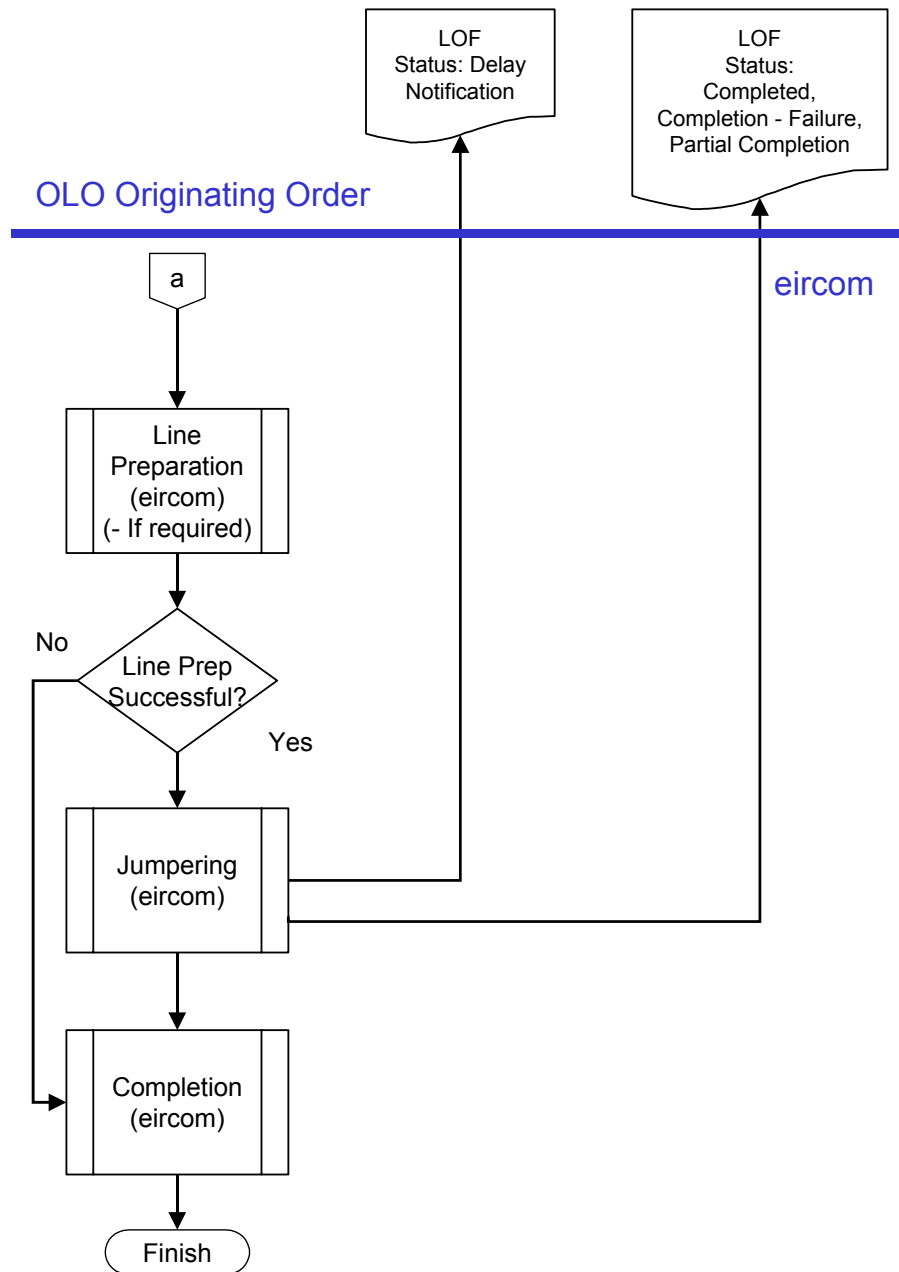 LOF
Status: Delay
Notification
LOF
Status:
Completed,
Completion - Failure,
Partial Completion
OLO Originating Order
eircom
a
Line
Preparation
(eircom)
(- If required)
No
Line Prep
Successful?
Yes
Jumpering
(eircom)
Completion
(eircom)
Finish